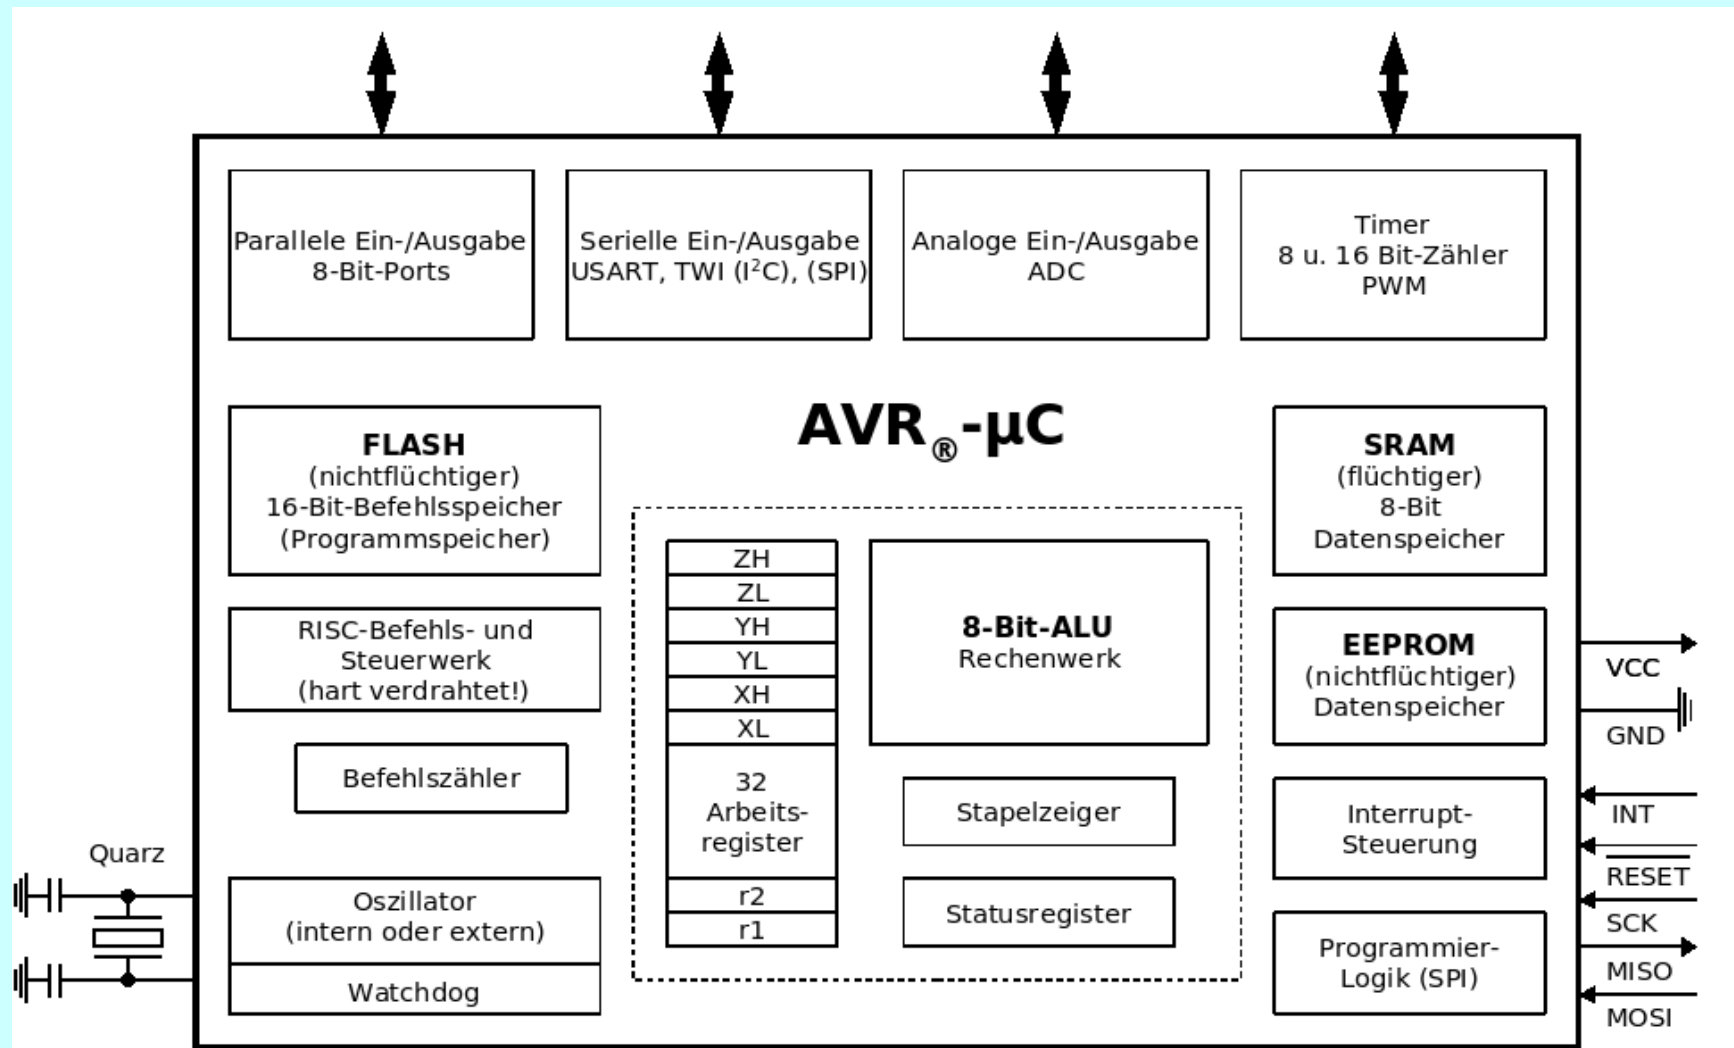 Parallele Ein-/Ausgabe
8-Bit-Ports
Serielle Ein-/Ausgabe
USART, TWI (I²C), (SPI)
Analoge Ein-/Ausgabe
ADC
Timer
8 u. 16 Bit-Zähler
PWM
AVR®-µC
FLASH
(nichtflüchtiger)
16-Bit-Befehlsspeicher
(Programmspeicher)
RISC-Befehls- und
Steuerwerk
(hart verdrahtet!)
Befehlszähler
Quarz
Oszillator
(intern oder extern)
Watchdog
ZH
ZL
YH
YL
XH
XL
32
Arbeits-
register
r2
r1
8-Bit-ALU
Rechenwerk
Stapelzeiger
Statusregister
SRAM
(flüchtiger)
8-Bit
Datenspeicher
EEPROM
(nichtflüchtiger)
Datenspeicher
Interrupt-
Steuerung
Programmier-
Logik (SPI)
VCC
GND
INT
RESET
SCK
MISO
MOSI